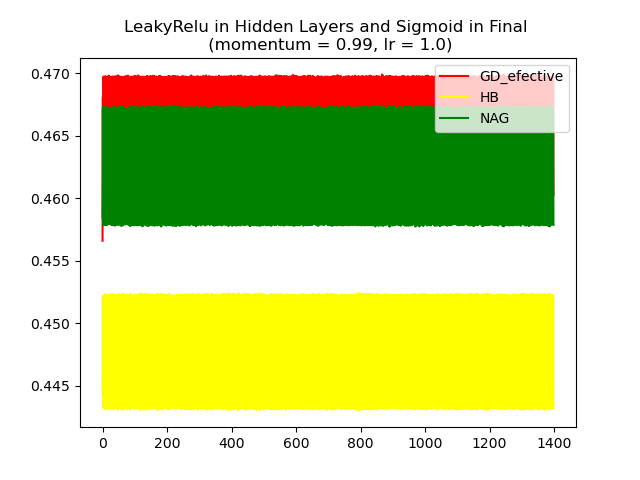 LeakyRelu in Hidden Layers and Sigmoid in Final
(momentum = 0.99, lr = 1.0)
GD_efective
HB
NAG
0.470
0.465
0.460
0.455
0.450
0.445
0 200 400 600 800 1000 1200 1400